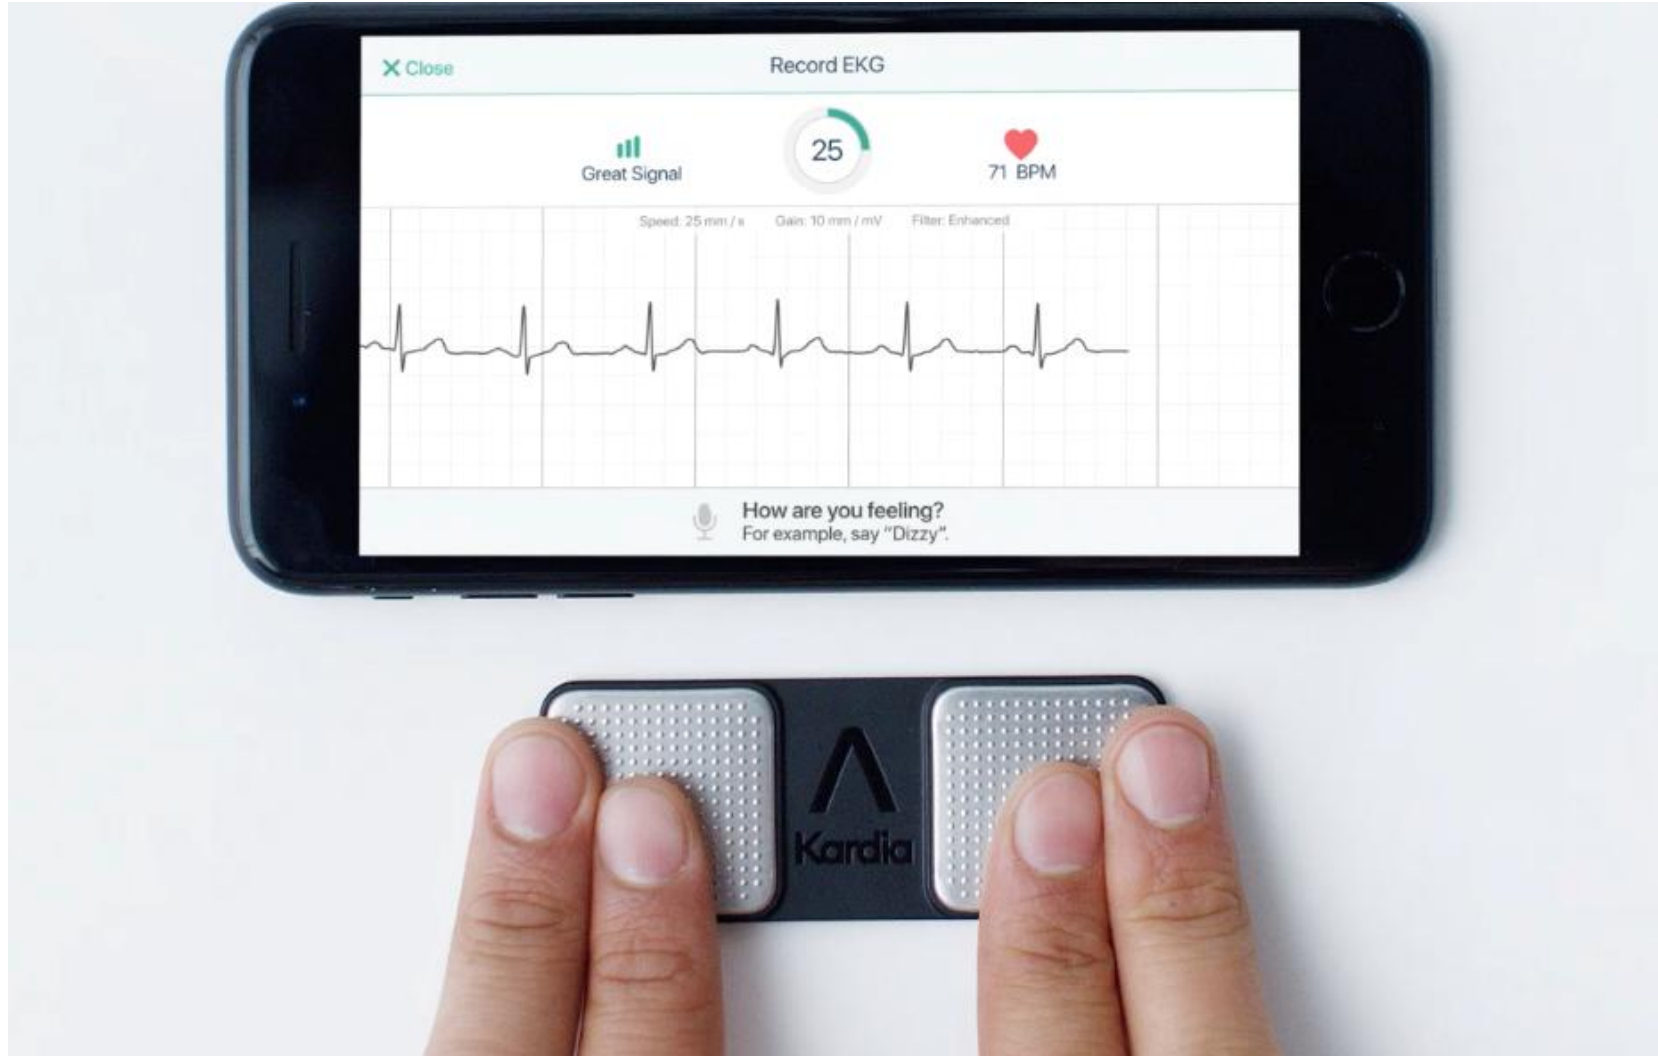 Close
Record EKG
Great Signal
25
71 BPM
Speed: 25 mm / s Gain: 10 mm / mV Filter: Enhanced
How are you feeling?
For example, say "Dizzy".
Kardia